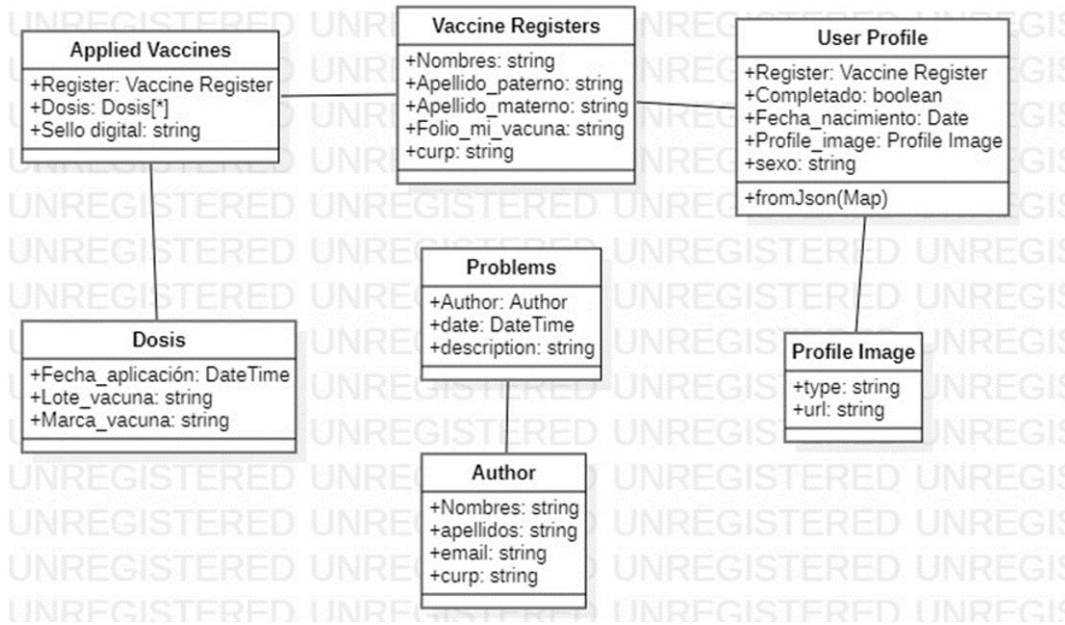 Applied Vaccines
+Register: Vaccine Register
+Dosis: Dosis[*]
+Sello digital: string
Vaccine Registers
+Nombres: string
+Apellido_paterno: string
+Apellido_materno: string
+Folio_mi_vacuna: string
+curp: string
User Profile
+Register: Vaccine Register
+Completado: boolean
+Fecha_nacimiento: Date
+Profile_image: Profile Image
+sexo: string
+fromJson(Map)
Problems
+Author: Author
+date: DateTime
+description: string
Dosis
+Fecha_aplicación: DateTime
+Lote_vacuna: string
+Marca_vacuna: string
Profile Image
+type: string
+url: string
Author
+Nombres: string
+apellidos: string
+email: string
+curp: string
UNREGISTERED